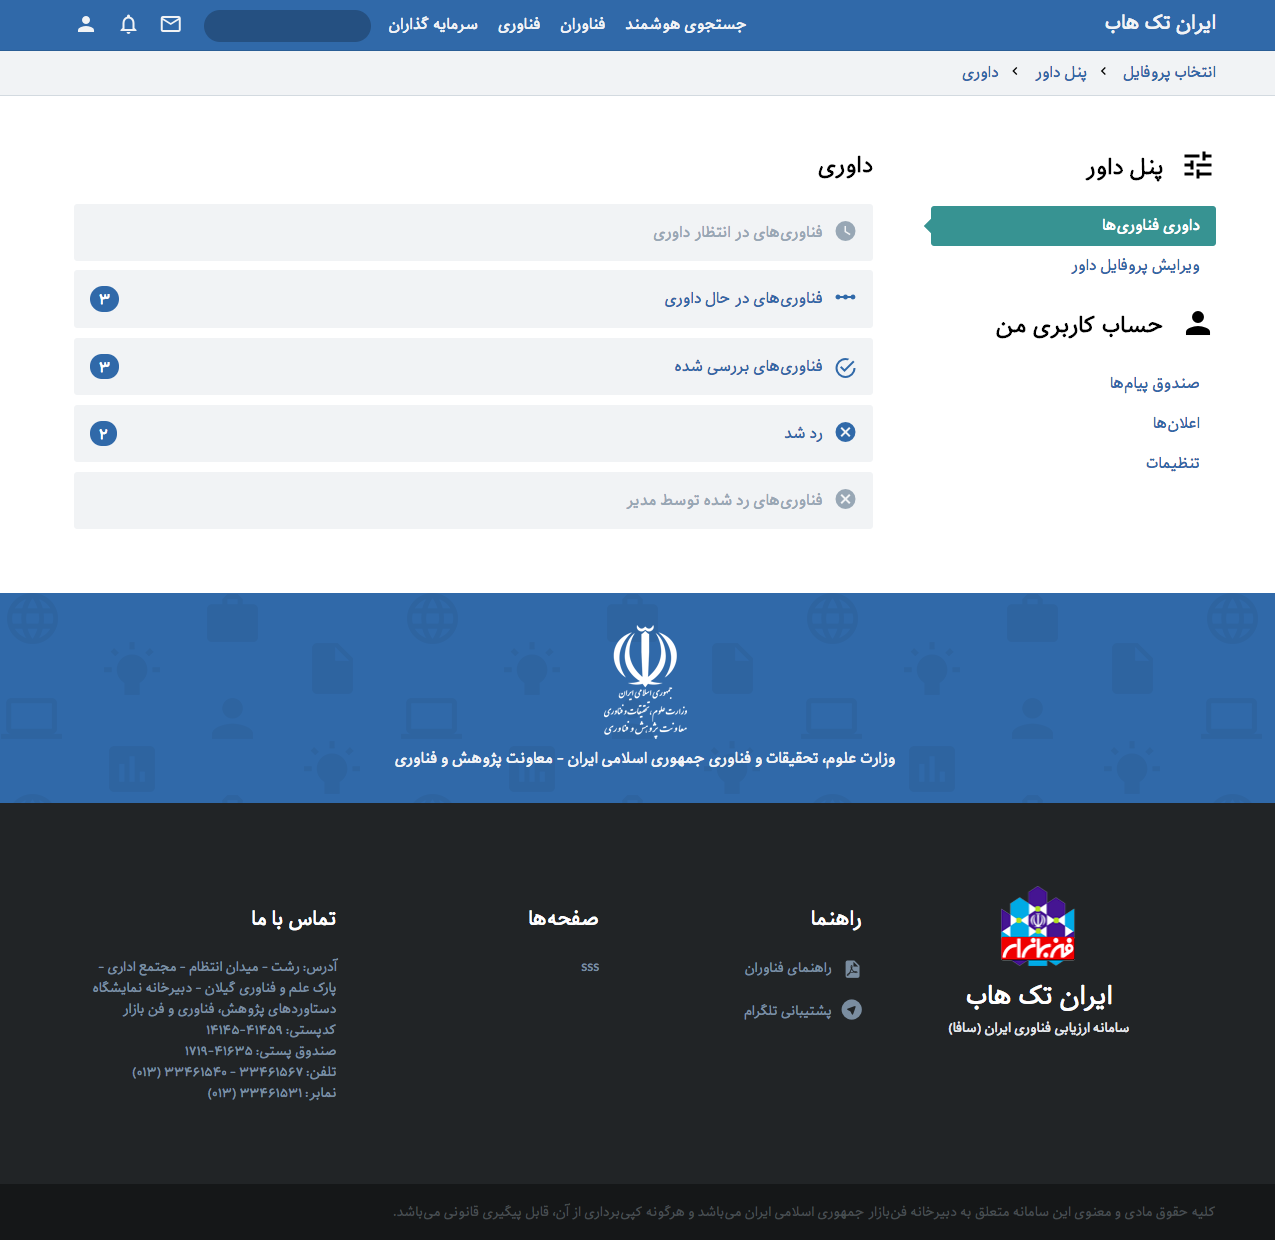 ایران تک هاب
جستجوی هوشمند فناوران فناوری سرمایه گذاران
انتخاب پروفایل › پنل داور › داوری
پنل داور
داوری فناوری‌ها
ویرایش پروفایل داور
حساب کاربری من
صندوق پیام‌ها
اعلان‌ها
تنظیمات
داوری
فناوری‌های در انتظار داوری
فناوری‌های در حال داوری ۳
فناوری‌های بررسی شده ۳
رد شد ۲
فناوری‌های رد شده توسط مدیر
جمهوری اسلامی ایران
وزارت علوم، تحقیقات و فناوری
معاونت پژوهش و فناوری
وزارت علوم، تحقیقات و فناوری جمهوری اسلامی ایران - معاونت پژوهش و فناوری
فن بازار
ایران تک هاب
سامانه ارزیابی فناوری ایران (سافا)
راهنما
راهنمای فناوران
پشتیبانی تلگرام
صفحه‌ها
sss
تماس با ما
آدرس: رشت - میدان انتظام - مجتمع اداری -
پارک علم و فناوری گیلان - دبیرخانه نمایشگاه
دستاوردهای پژوهش، فناوری و فن بازار
کدپستی: ۴۱۴۵۹-۱۴۱۴۵
صندوق پستی: ۴۱۶۳۵-۱۷۱۹
تلفن: ۳۳۴۶۱۵۶۷ - ۳۳۴۶۱۵۴۰ (۰۱۳)
نمابر: ۳۳۴۶۱۵۳۱ (۰۱۳)
کلیه حقوق مادی و معنوی این سامانه متعلق به دبیرخانه فن‌بازار جمهوری اسلامی ایران می‌باشد و هرگونه کپی‌برداری از آن، قابل پیگیری قانونی می‌باشد.